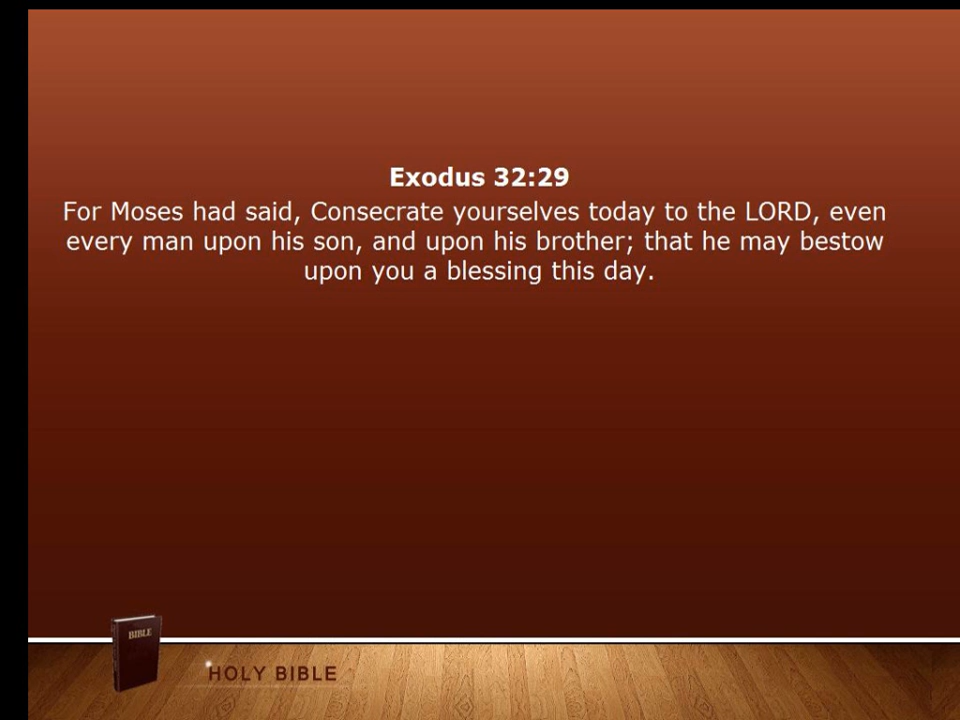 Exodus 32:29
For Moses had said, Consecrate yourselves today to the LORD, even
every man upon his son, and upon his brother; that he may bestow
upon you a blessing this day.
BIBLE
HOLY BIBLE